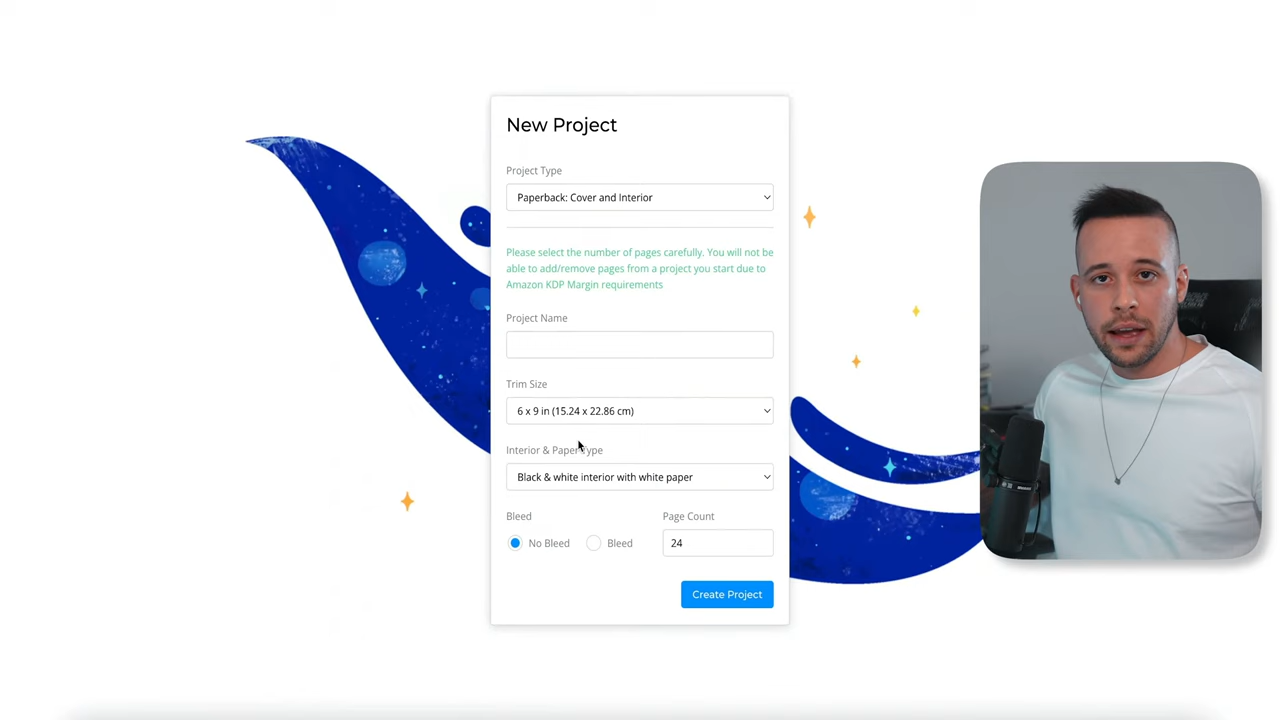 New Project
Project Type
Paperback: Cover and Interior
Please select the number of pages carefully. You will not be
able to add/remove pages from a project you start due to
Amazon KDP Margin requirements
Project Name
Trim Size
6 x 9 in (15.24 x 22.86 cm)
Interior & Paper Type
Black & white interior with white paper
Bleed
Page Count
No Bleed
Bleed
24
Create Project